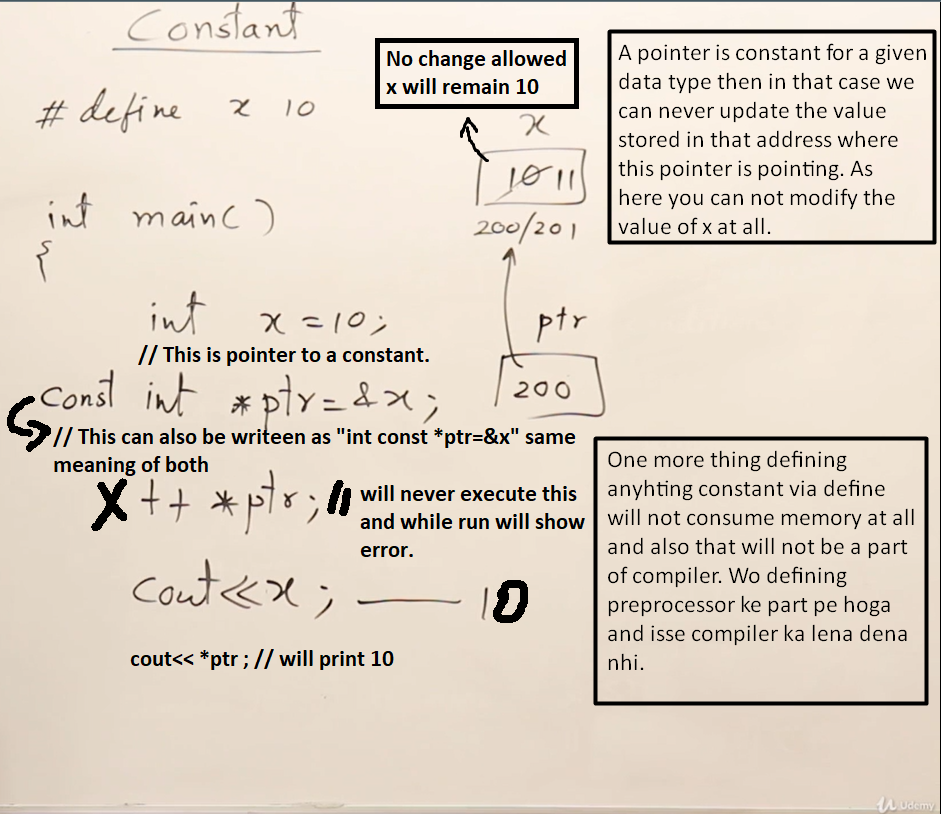 Constant
# define x 10
No change allowed
x will remain 10
A pointer is constant for a given
data type then in that case we
can never update the value
stored in that address where
this pointer is pointing. As
here you can not modify the
value of x at all.
x
10 11
200/201
int main()
{
int x = 10;
ptr
200
// This is pointer to a constant.
Const int *ptr = &x;
// This can also be writeen as "int const *ptr=&x" same
meaning of both
X ++ *ptr; // will never execute this
and while run will show
error.
Cout<<x; —— 10
cout<< *ptr ; // will print 10
One more thing defining
anyhting constant via define
will not consume memory at all
and also that will not be a part
of compiler. Wo defining
preprocessor ke part pe hoga
and isse compiler ka lena dena
nhi.
Udemy